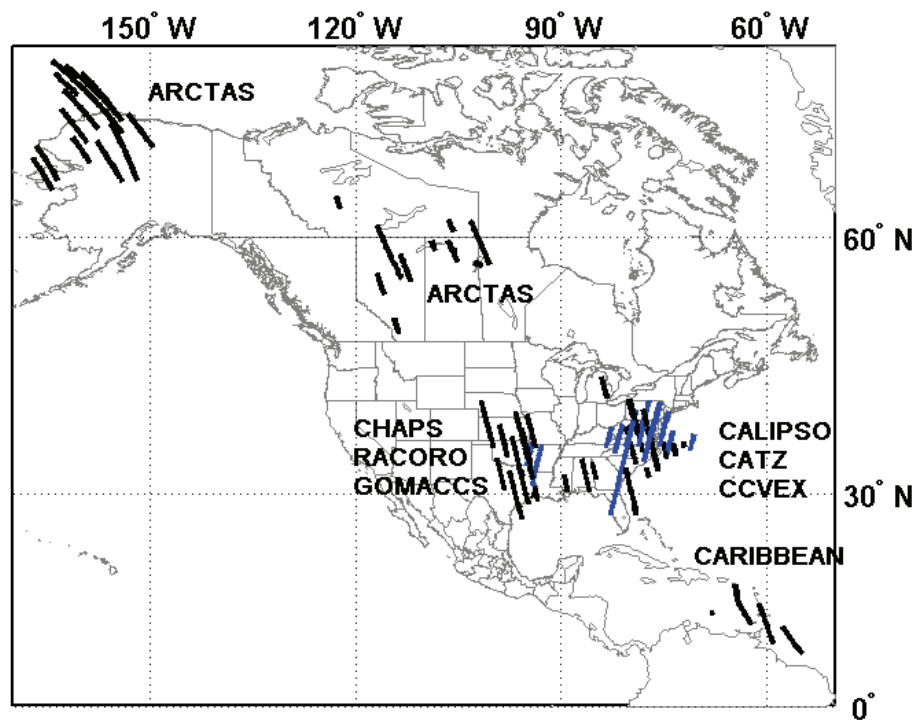 150° W 120° W 90° W 60° W
ARCTAS
60° N
ARCTAS
CHAPS
RACORO
GOMACCS
CALIPSO
CATZ
CCVEX
30° N
CARIBBEAN
0°